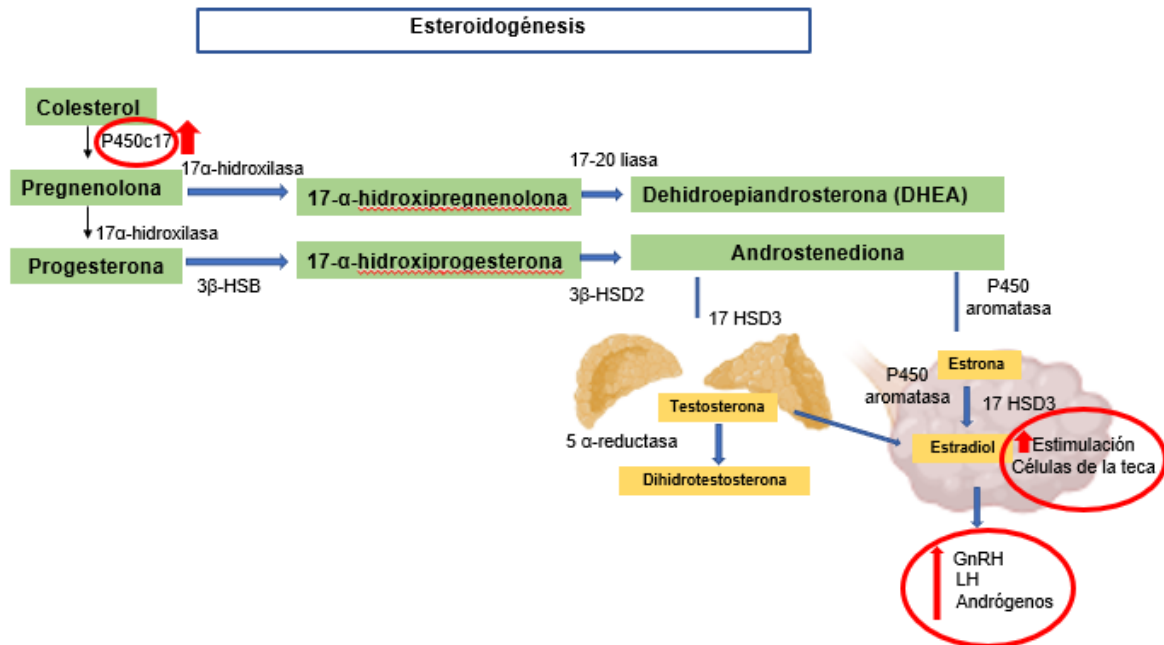 Esteroidogénesis
Colesterol
P450c17
17α-hidroxilasa
17-20 liasa
Pregnenolona
17-α-hidroxipregnenolona
Dehidroepiandrosterona (DHEA)
17α-hidroxilasa
Progesterona
17-α-hidroxiprogesterona
Androstenediona
3β-HSB
3β-HSD2
17 HSD3
P450
aromatasa
Estrona
P450
aromatasa
17 HSD3
Testosterona
5 α-reductasa
Estradiol
Estimulación
Células de la teca
Dihidrotestosterona
GnRH
LH
Andrógenos